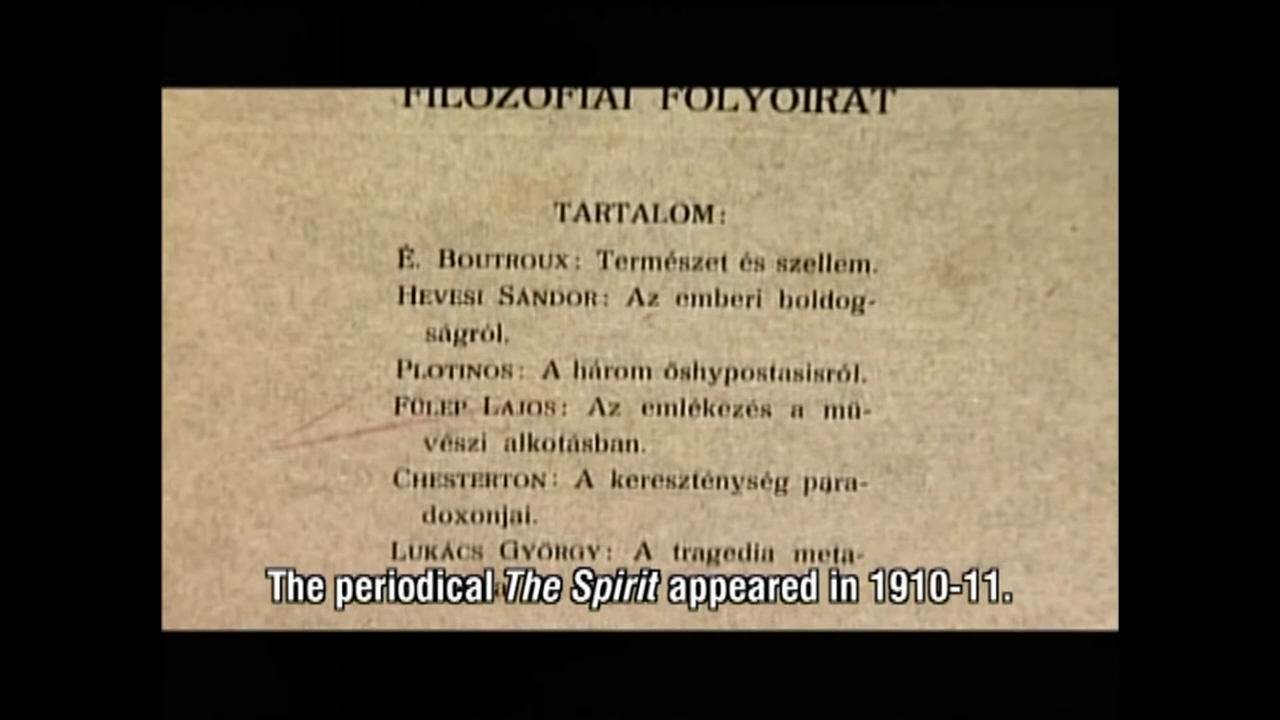 FILOZOFIAI FOLYÓIRAT
TARTALOM:
É. BOUTROUX: Természet és szellem.
HEVESI SÁNDOR: Az emberi boldog-
ságról.
PLOTINOS: A három őshypostasisról.
FÜLEP LAJOS: Az emlékezés a mű-
vészi alkotásban.
CHESTERTON: A kereszténység para-
doxonjai.
LUKÁCS GYÖRGY: A tragedia meta-
The periodical The Spirit appeared in 1910-11.